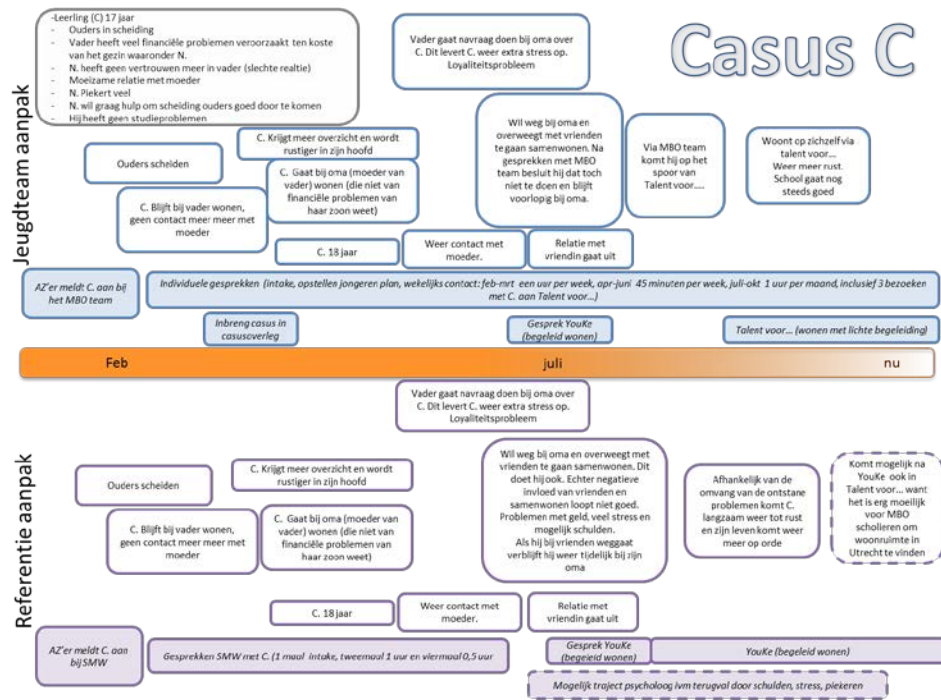 Casus C
-Leerling (C) 17 jaar
- Ouders in scheiding
- Vader heeft veel financiële problemen veroorzaakt ten koste
van het gezin waaronder N.
- N. heeft geen vertrouwen meer in vader (slechte realtie)
- Moeizame relatie met moeder
- N. Piekert veel
- N. wil graag hulp om scheiding ouders goed door te komen
- Hij heeft geen studieproblemen
Vader gaat navraag doen bij oma over
C. Dit levert C. weer extra stress op.
Loyaliteitsprobleem
Jeugdteam aanpak
Ouders scheiden
C. Krijgt meer overzicht en wordt
rustiger in zijn hoofd
C. Blijft bij vader wonen,
geen contact meer meer met
moeder
C. Gaat bij oma (moeder van
vader) wonen (die niet van
financiële problemen van
haar zoon weet)
Wil weg bij oma en
overweegt met vrienden
te gaan samenwonen. Na
gesprekken met MBO
team besluit hij dat toch
niet te doen en blijft
voorlopig bij oma.
Via MBO team
komt hij op het
spoor van
Talent voor.....
Woont op zichzelf via
talent voor...
Weer meer rust.
School gaat nog
steeds goed
C. 18 jaar
Weer contact met
moeder.
Relatie met
vriendin gaat uit
AZ'er meldt C. aan bij
het MBO team
Individuele gesprekken (intake, opstellen jongeren plan, wekelijks contact: feb-mrt een uur per week, apr-juni 45 minuten per week, juli-okt 1 uur per maand, inclusief 3 bezoeken
met C. aan Talent voor...)
Inbreng casus in
casusoverleg
Gesprek YouKe
(begeleid wonen)
Talent voor... (wonen met lichte begeleiding)
Feb
juli
nu
Vader gaat navraag doen bij oma over
C. Dit levert C. weer extra stress op.
Loyaliteitsprobleem
Referentie aanpak
Ouders scheiden
C. Krijgt meer overzicht en wordt
rustiger in zijn hoofd
C. Blijft bij vader wonen,
geen contact meer meer met
moeder
C. Gaat bij oma (moeder van
vader) wonen (die niet van
financiële problemen van
haar zoon weet)
Wil weg bij oma en overweegt met
vrienden te gaan samenwonen. Dit
doet hij ook. Echter negatieve
invloed van vrienden en
samenwonen loopt niet goed.
Problemen met geld, veel stress en
mogelijk schulden.
Als hij bij vrienden weggaat
verblijft hij weer tijdelijk bij zijn
oma
Afhankelijk van de
omvang van de ontstane
problemen komt C.
langzaam weer tot rust
en zijn leven komt weer
meer op orde
Komt mogelijk na
YouKe ook in
Talent voor... want
het is erg moeilijk
voor MBO
scholieren om
woonruimte in
Utrecht te vinden
C. 18 jaar
Weer contact met
moeder.
Relatie met
vriendin gaat uit
AZ'er meldt C. aan
bij SMW
Gesprekken SMW met C. (1 maal intake, tweemaal 1 uur en viermaal 0,5 uur
Gesprek YouKe
(begeleid wonen)
YouKe (begeleid wonen)
Mogelijk traject psycholoog ivm terugval door schulden, stress, piekeren